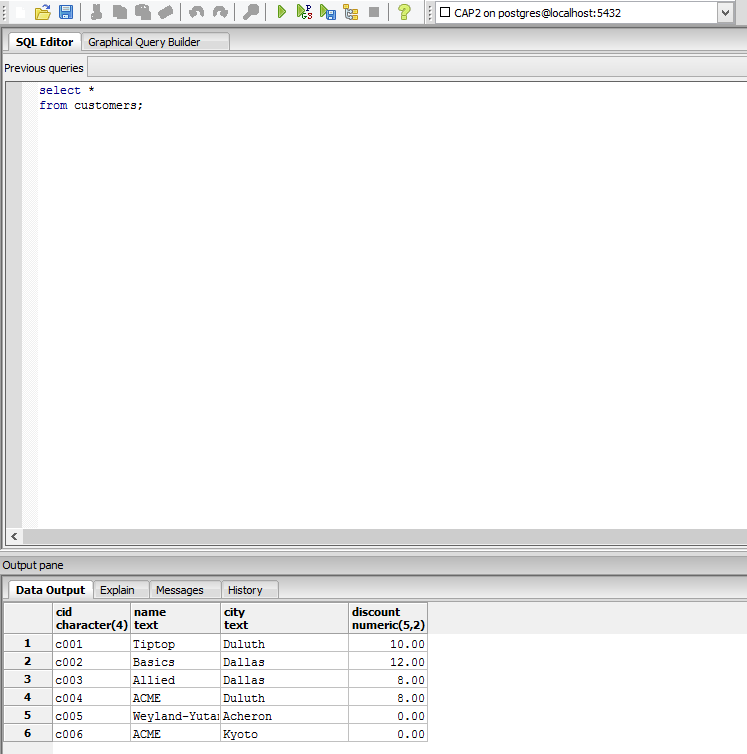 CAP2 on postgres@localhost:5432
SQL Editor Graphical Query Builder
Previous queries
select *
from customers;
Output pane
Data Output Explain Messages History
cid name city discount
character(4) text text numeric(5,2)
1 c001 Tiptop Duluth 10.00
2 c002 Basics Dallas 12.00
3 c003 Allied Dallas 8.00
4 c004 ACME Duluth 8.00
5 c005 Weyland-Yuta Acheron 0.00
6 c006 ACME Kyoto 0.00